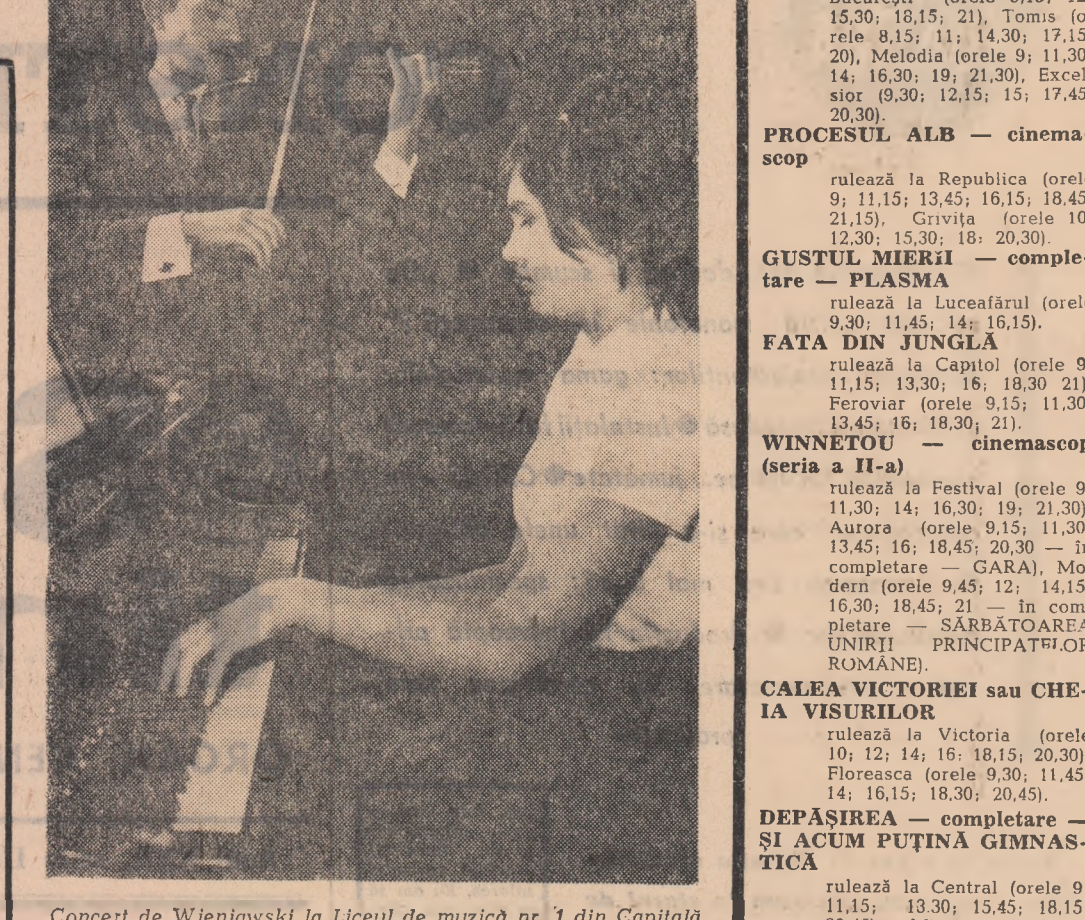 Concert de Wieniawski la Liceul de muzică nr. 1 din Capitală
15,30; 18,15; 21), Tomis (o
rele 8,15; 11; 14,30; 17,15
20), Melodia (orele 9; 11,30
14; 16,30; 19; 21,30), Excel
sior (9,30; 12,15; 15; 17,45
20,30).
PROCESUL ALB — cinema
scop
rulează la Republica (orele
9; 11,15; 13,45; 16,15; 18,45
21,15), Grivița (orele 10
12,30; 15,30; 18; 20,30).
GUSTUL MIERII — comple-
tare — PLASMA
rulează la Luceafărul (orele
9,30; 11,45; 14; 16,15).
FATA DIN JUNGLĂ
rulează la Capitol (orele 9
11,15; 13,30; 16; 18,30 21)
Feroviar (orele 9,15; 11,30
13,45; 16; 18,30; 21).
WINNETOU — cinemascop
(seria a II-a)
rulează la Festival (orele 9
11,30; 14; 16,30; 19; 21,30)
Aurora (orele 9,15; 11,30
13,45; 16; 18,45; 20,30 — în
completare — GARA), Mo
dern (orele 9,45; 12; 14,15
16,30; 18,45; 21 — în com
pletare — SĂRBĂTOAREA
UNIRII PRINCIPATELOR
ROMÂNE).
CALEA VICTORIEI sau CHE-
IA VISURILOR
rulează la Victoria (orele
10; 12; 14; 16; 18,15; 20,30)
Floreasca (orele 9,30; 11,45
14; 16,15; 18,30; 20,45).
DEPĂȘIREA — completare —
ȘI ACUM PUȚINĂ GIMNAS-
TICĂ
rulează la Central (orele 9
11,15; 13,30; 15,45; 18,15